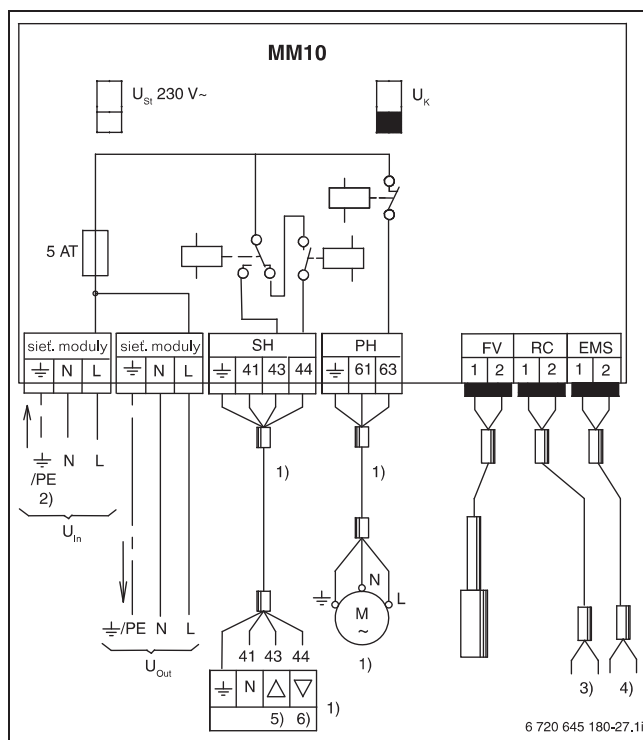 MM10
U_St 230 V~
U_K
5 AT
sieť. moduly sieť. moduly SH PH FV RC EMS
⏚ N L ⏚ N L ⏚ 41 43 44 ⏚ 61 63 1 2 1 2 1 2
⏚ N L
/PE
2)
1) 1)
U_In
⏚ N L
M
~
⏚/PE N L
U_Out
41 43 44
1)
⏚ N △ ▽ 1)
5) 6)
3) 4)
6 720 645 180-27.1i